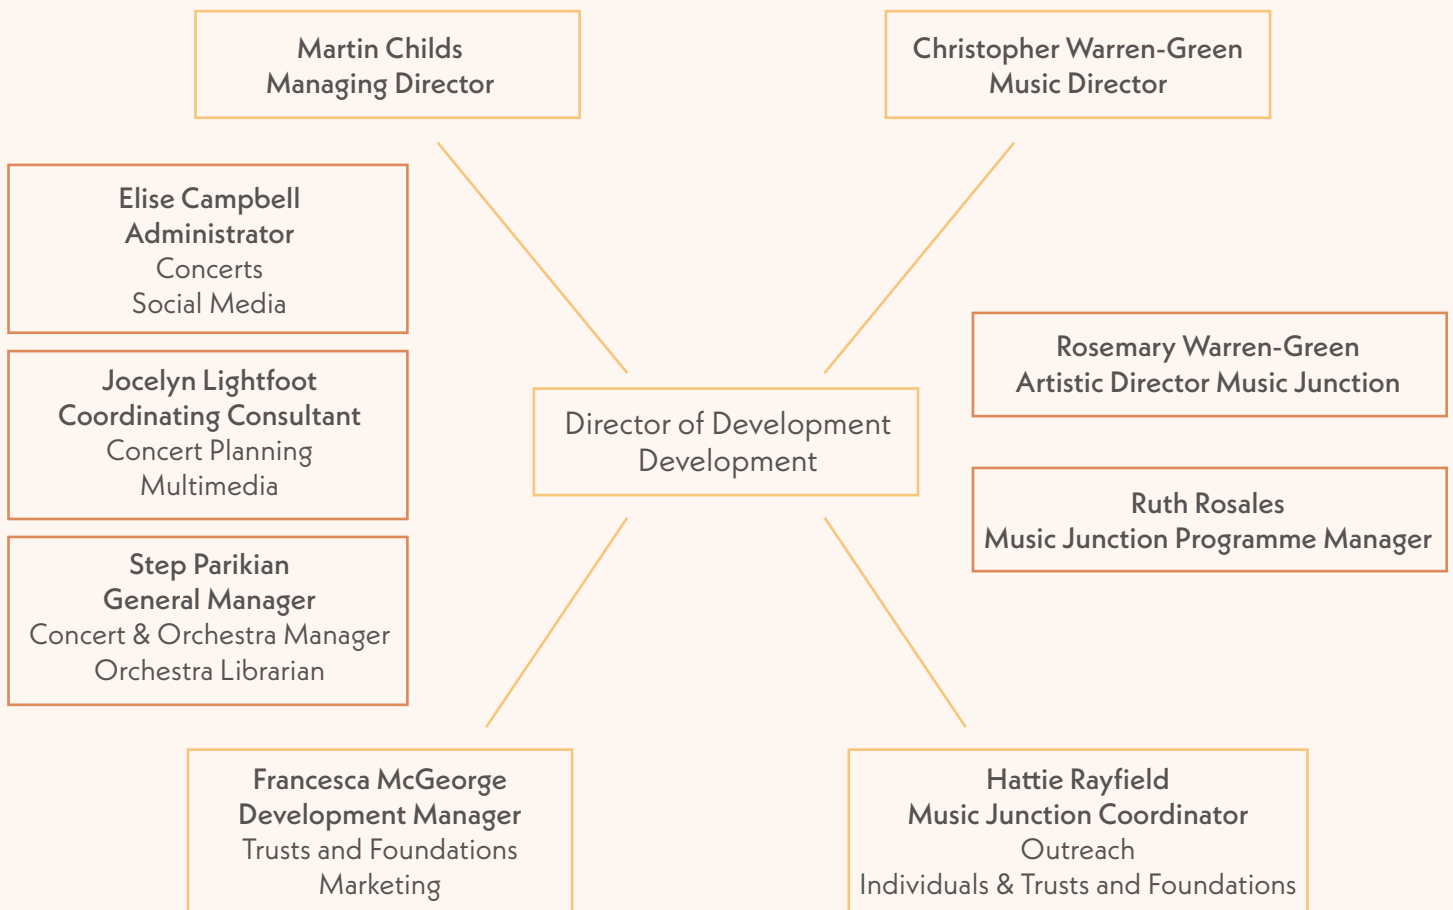 Martin Childs
Managing Director
Christopher Warren-Green
Music Director
Elise Campbell
Administrator
Concerts
Social Media
Jocelyn Lightfoot
Coordinating Consultant
Concert Planning
Multimedia
Step Parikian
General Manager
Concert & Orchestra Manager
Orchestra Librarian
Director of Development
Development
Rosemary Warren-Green
Artistic Director Music Junction
Ruth Rosales
Music Junction Programme Manager
Francesca McGeorge
Development Manager
Trusts and Foundations
Marketing
Hattie Rayfield
Music Junction Coordinator
Outreach
Individuals & Trusts and Foundations